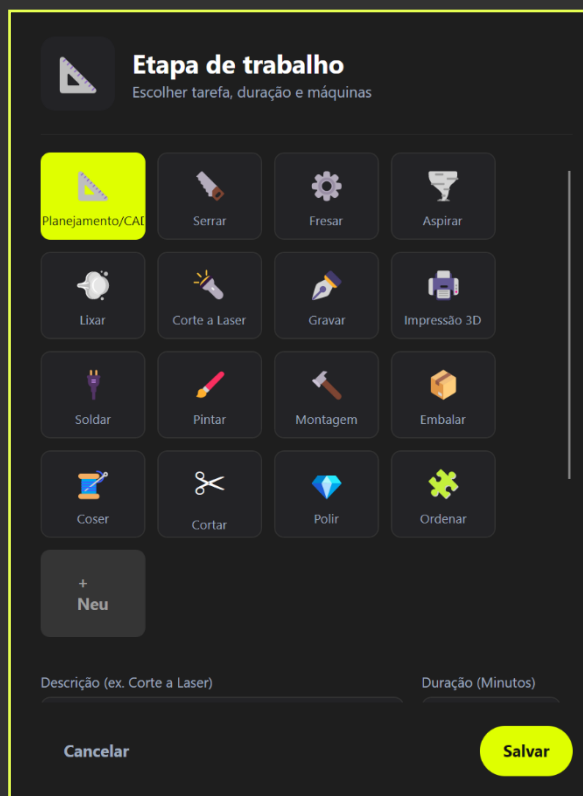 Etapa de trabalho
Escolher tarefa, duração e máquinas
Planejamento/CAD
Serrar
Fresar
Aspirar
Lixar
Corte a Laser
Gravar
Impressão 3D
Soldar
Pintar
Montagem
Embalar
Coser
Cortar
Polir
Ordenar
+
Neu
Descrição (ex. Corte a Laser)
Duração (Minutos)
Cancelar
Salvar